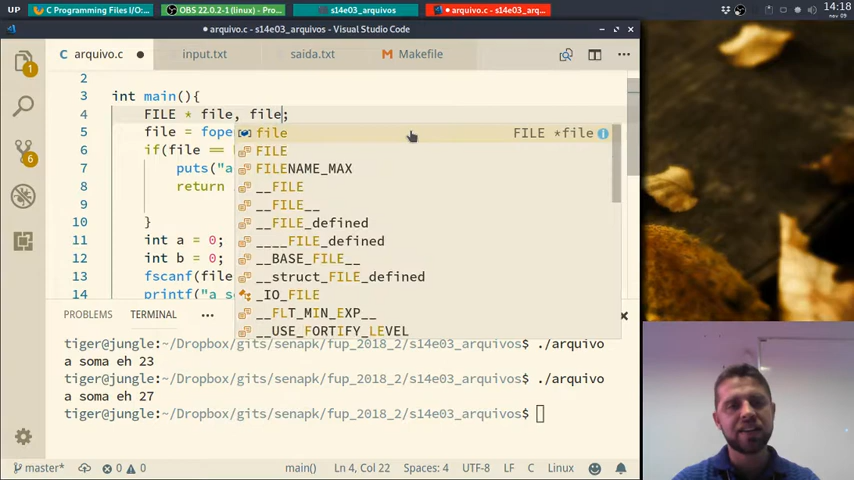 UP
C Programming Files I/O:...
OBS 22.0.2-1 (linux) - P...
s14e03_arquivos
● arquivo.c - s14e03_arq...
14:18
nov 09
● arquivo.c - s14e03_arquivos - Visual Studio Code
C arquivo.c ●
input.txt
saida.txt
M Makefile
2
3 int main(){
4 FILE * file, file;
5 file = fope
6 if(file ==
7 puts("a
8 return
9
10 }
11 int a = 0;
12 int b = 0;
13 fscanf(file
14 printf("a s
file FILE *file
FILE
FILENAME_MAX
__FILE
__FILE__
__FILE_defined
____FILE_defined
__BASE_FILE__
__struct_FILE_defined
_IO_FILE
__FLT_MIN_EXP__
__USE_FORTIFY_LEVEL
PROBLEMS TERMINAL ...
tiger@jungle:~/Dropbox/gits/senapk/fup_2018_2/s14e03_arquivos$ ./arquivo
a soma eh 23
tiger@jungle:~/Dropbox/gits/senapk/fup_2018_2/s14e03_arquivos$ ./arquivo
a soma eh 27
tiger@jungle:~/Dropbox/gits/senapk/fup_2018_2/s14e03_arquivos$
1
6
master* 0 0 main() Ln 4, Col 22 Spaces: 4 UTF-8 LF C Linux